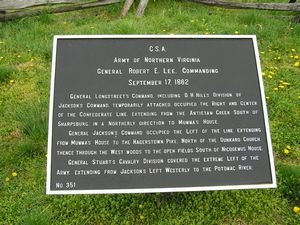 C.S.A.
Army of Northern Virginia
General Robert E. Lee, Commanding
September 17, 1862
General Longstreet's Command, including D.H. Hill's Division of
Jackson's Command, temporarily attached, occupied the Right and Center
of the Confederate Line, extending from the Antietam Creek South of
Sharpsburg, in a Northerly direction to Mumma's House.
General Jackson's Command occupied the Left of the line extending
from Mumma's House to the Hagerstown Pike, North of the Dunkard Church,
thence through the West Woods to the open fields South of Nicodemus House.
General Stuart's Cavalry Division covered the extreme Left of the
Army, extending from Jackson's Left Westerly to the Potomac River.
No. 351